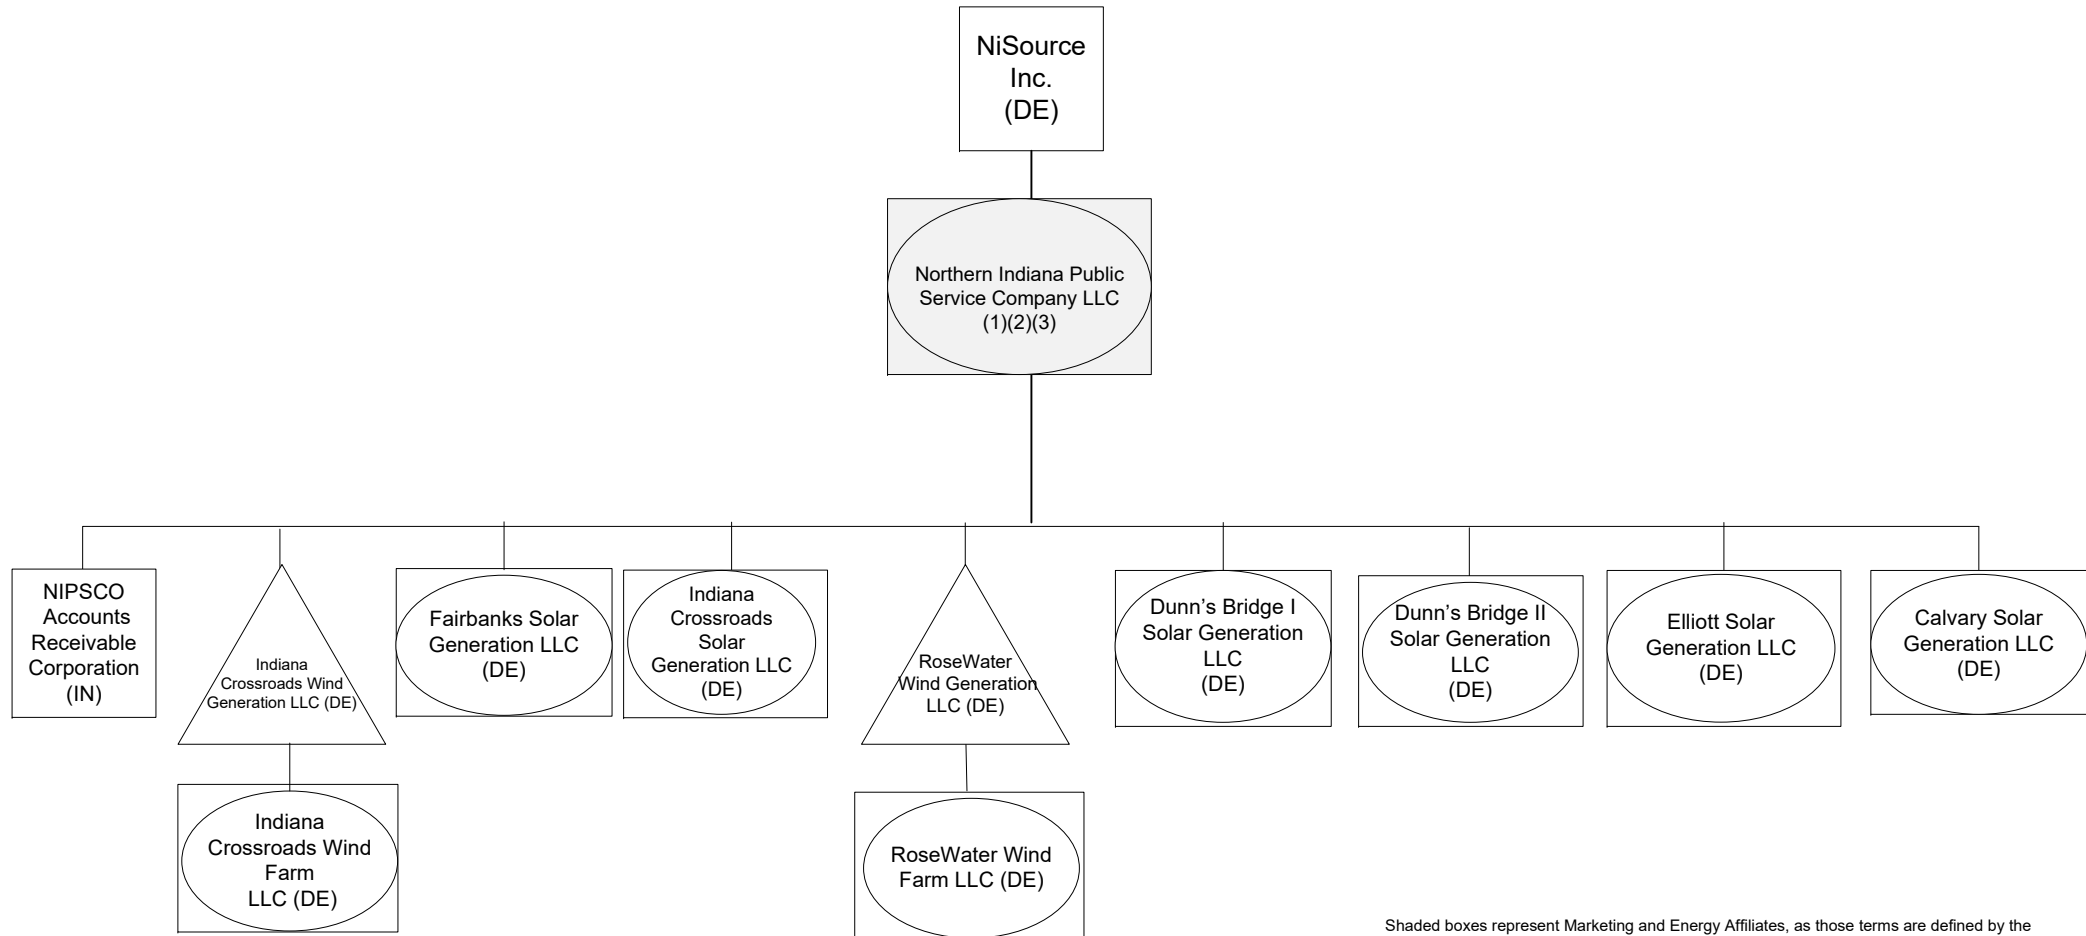 NiSource
Inc.
(DE)
Northern Indiana Public
Service Company LLC
(1)(2)(3)
NIPSCO
Accounts
Receivable
Corporation
(IN)
Indiana
Crossroads Wind
Generation LLC (DE)
Fairbanks Solar
Generation LLC
(DE)
Indiana
Crossroads
Solar
Generation LLC
(DE)
RoseWater
Wind Generation
LLC (DE)
Dunn’s Bridge I
Solar Generation
LLC
(DE)
Dunn’s Bridge II
Solar Generation
LLC
(DE)
Elliott Solar
Generation LLC
(DE)
Calvary Solar
Generation LLC
(DE)
Indiana
Crossroads Wind
Farm
LLC (DE)
RoseWater Wind
Farm LLC (DE)
Shaded boxes represent Marketing and Energy Affiliates, as those terms are defined by the